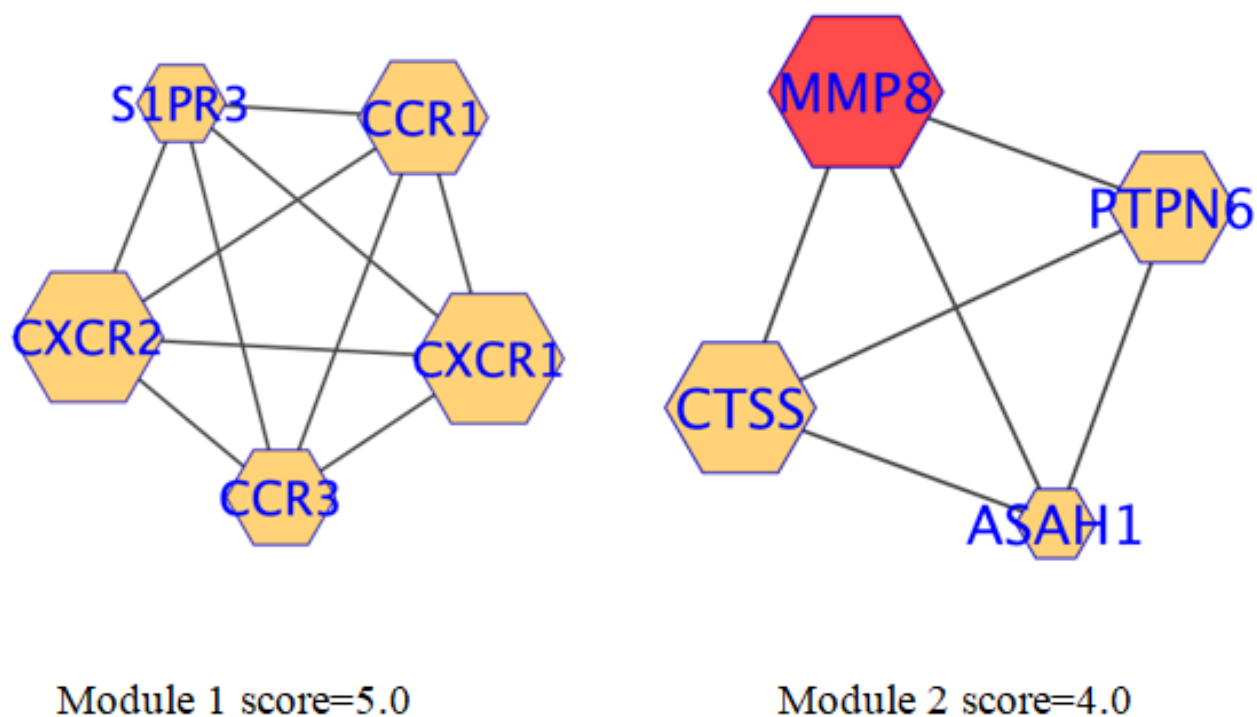 S1PR3
CCR1
CXCR2
CXCR1
CCR3
MMP8
PTPN6
CTSS
ASAH1
Module 1 score=5.0
Module 2 score=4.0